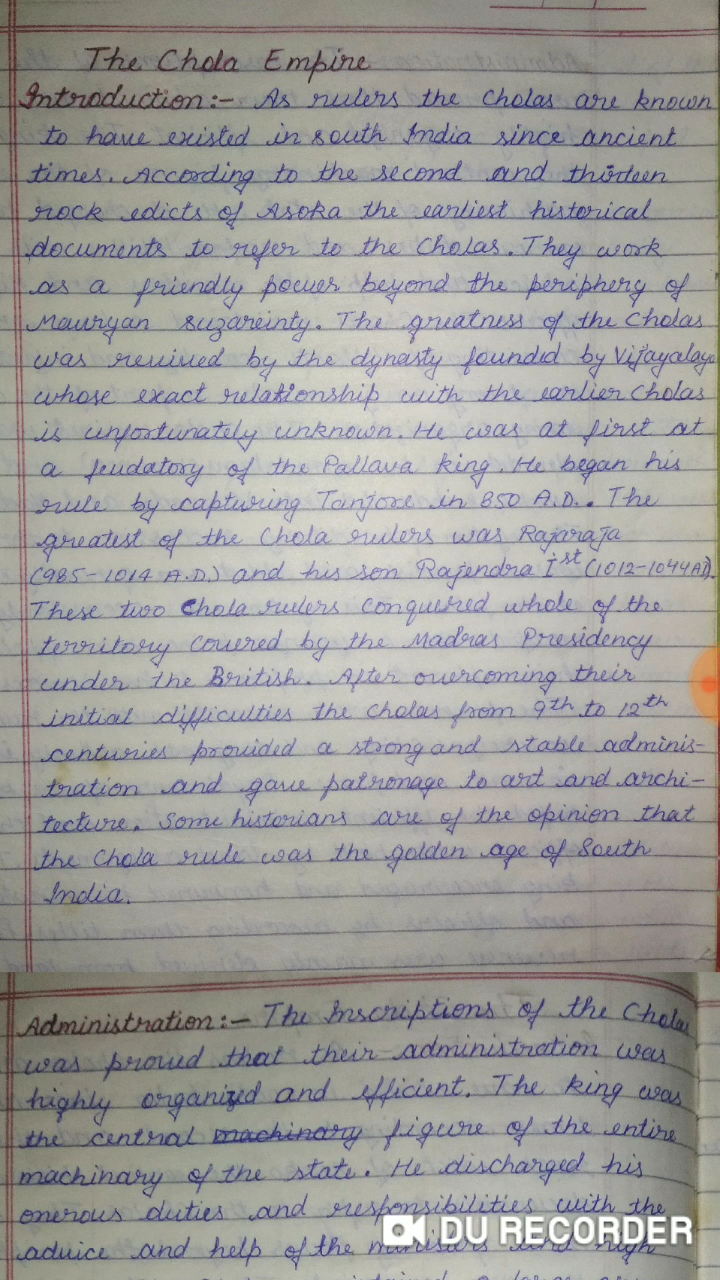 The Chola Empire
Introduction:- As rulers the Cholas are known
to have existed in south India since ancient
times. According to the second and thirteen
rock edicts of Asoka the earliest historical
documents to refer to the Cholas. They work
as a friendly power beyond the periphery of
Mauryan suzareinty. The greatness of the Cholas
was revived by the dynasty founded by Vijayalaya
whose exact relationship with the earlier Cholas
is unfortunately unknown. He was at first at
a feudatory of the Pallava king. He began his
rule by capturing Tanjore in 850 A.D.. The
greatest of the Chola rulers was Rajaraja
(985-1014 A.D.) and his son Rajendra Ist (1012-1044AD).
These two Chola rulers conquered whole of the
territory covered by the Madras Presidency
under the British. After overcoming their
initial difficulties the Cholas from 9th to 12th
centuries provided a strong and stable adminis-
tration and gave patronage to art and archi-
tecture. Some historians are of the opinion that
the Chola rule was the golden age of South
India.
Administration:- The Inscriptions of the Cholas
was proved that their administration was
highly organized and efficient. The king was
the central machinary figure of the entire
machinary of the state. He discharged his
onerous duties and responsibilities with the
advice and help of the ministers and high
DU RECORDER